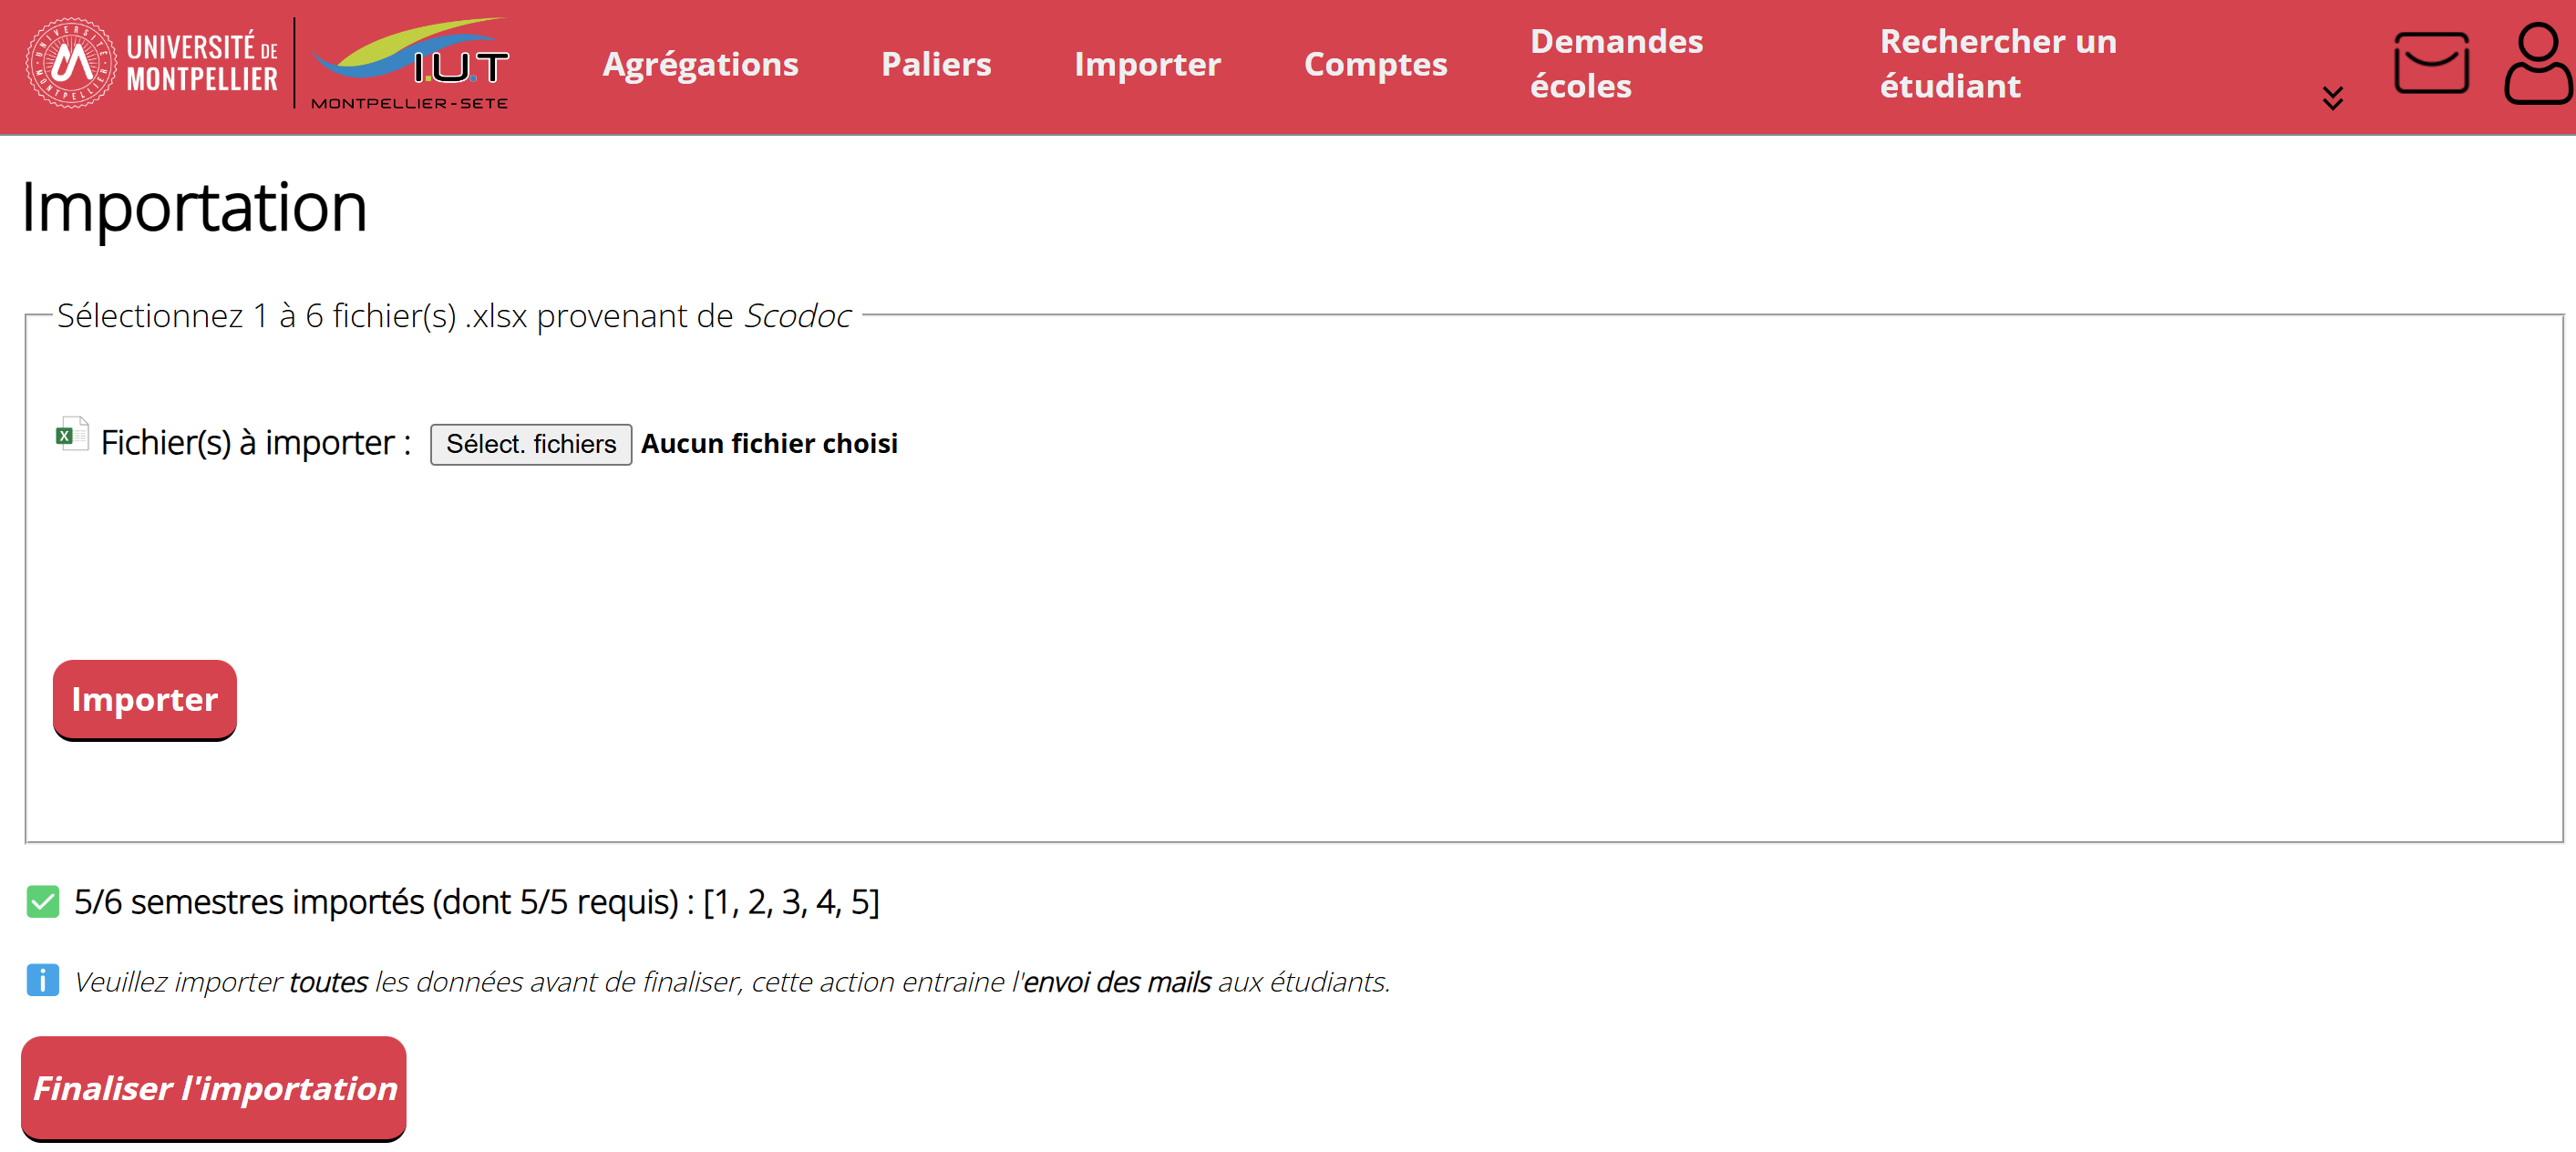 UNIVERSITÉ DE
MONTPELLIER
I.U.T
MONTPELLIER-SETE
Agrégations
Paliers
Importer
Comptes
Demandes
écoles
Rechercher un
étudiant
Importation
Sélectionnez 1 à 6 fichier(s) .xlsx provenant de Scodoc
Fichier(s) à importer : Sélect. fichiers Aucun fichier choisi
Importer
5/6 semestres importés (dont 5/5 requis) : [1, 2, 3, 4, 5]
Veuillez importer toutes les données avant de finaliser, cette action entraine l'envoi des mails aux étudiants.
Finaliser l'importation